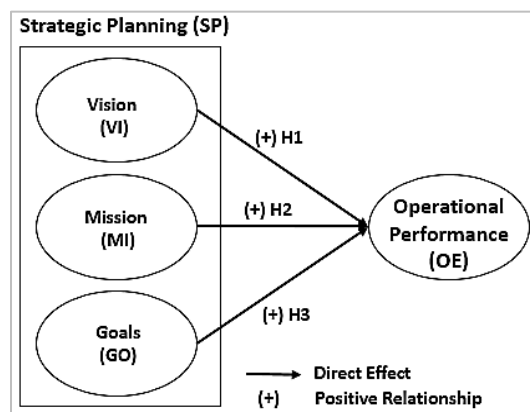 Strategic Planning (SP)
Vision
(VI)
(+) H1
Mission
(MI)
(+) H2
Operational
Performance
(OE)
Goals
(GO)
(+) H3
Direct Effect
(+) Positive Relationship